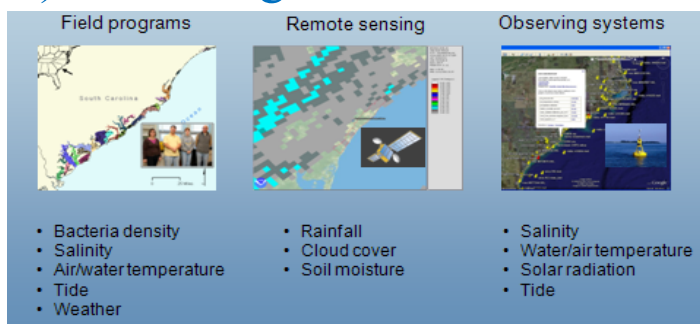 Field programs
Remote sensing
Observing systems
South Carolina
• Bacteria density
• Salinity
• Air/water temperature
• Tide
• Weather
• Rainfall
• Cloud cover
• Soil moisture
• Salinity
• Water/air temperature
• Solar radiation
• Tide